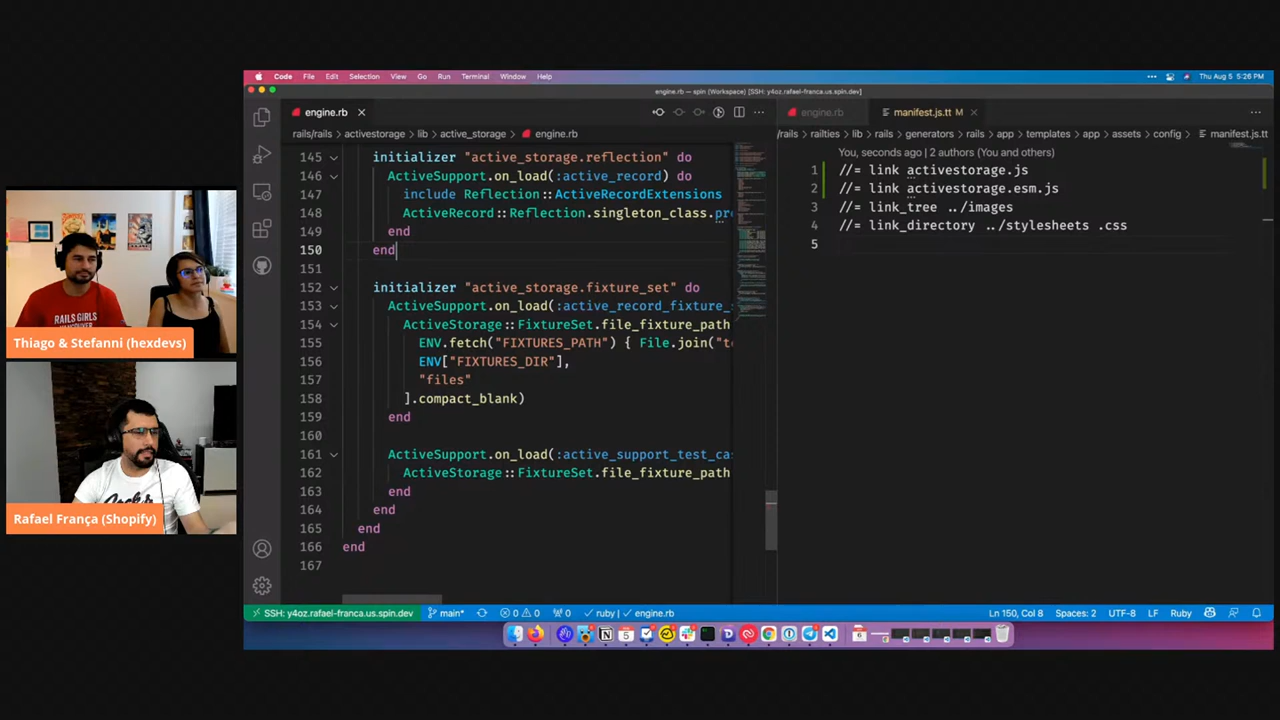 Code File Edit Selection View Go Run Terminal Window Help
Thu Aug 5 5:26 PM
engine.rb — spin (Workspace) [SSH: y4oz.rafael-franca.us.spin.dev]
engine.rb
engine.rb
manifest.js.tt M
rails/rails > activestorage > lib > active_storage > engine.rb
/rails > railties > lib > rails > generators > rails > app > templates > app > assets > config > manifest.js.tt
145 initializer "active_storage.reflection" do
146 ActiveSupport.on_load(:active_record) do
147 include Reflection::ActiveRecordExtensions
148 ActiveRecord::Reflection.singleton_class.pr
149 end
150 end
151
152 initializer "active_storage.fixture_set" do
153 ActiveSupport.on_load(:active_record_fixture_
154 ActiveStorage::FixtureSet.file_fixture_path
155 ENV.fetch("FIXTURES_PATH") { File.join("te
156 ENV["FIXTURES_DIR"],
157 "files"
158 ].compact_blank)
159 end
160
161 ActiveSupport.on_load(:active_support_test_cas
162 ActiveStorage::FixtureSet.file_fixture_path
163 end
164 end
165 end
166 end
167
You, seconds ago | 2 authors (You and others)
1 //= link activestorage.js
2 //= link activestorage.esm.js
3 //= link_tree ../images
4 //= link_directory ../stylesheets .css
5
Thiago & Stefanni (hexdevs)
RAILS GIRLS
Rafael França (Shopify)
SSH: y4oz.rafael-franca.us.spin.dev main* 0 0 0 ruby | engine.rb
Ln 150, Col 8 Spaces: 2 UTF-8 LF Ruby